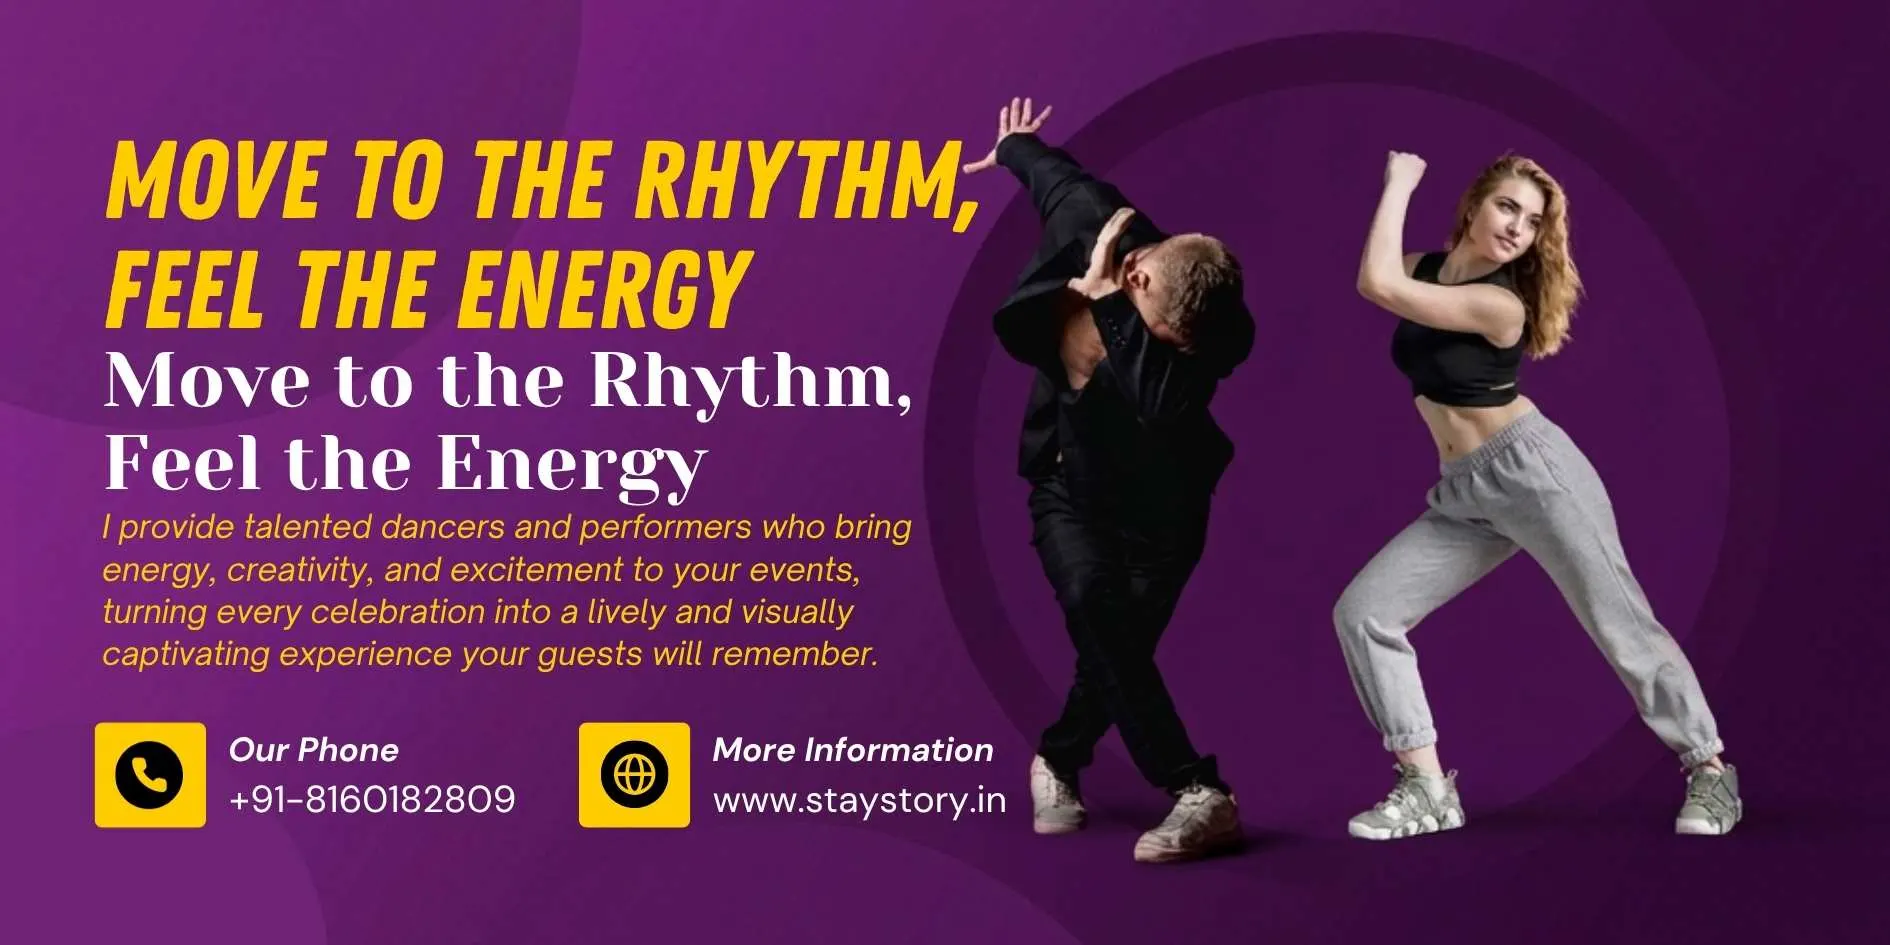 MOVE TO THE RHYTHM,
FEEL THE ENERGY
Move to the Rhythm,
Feel the Energy
I provide talented dancers and performers who bring
energy, creativity, and excitement to your events,
turning every celebration into a lively and visually
captivating experience your guests will remember.
Our Phone
+91-8160182809
More Information
www.staystory.in